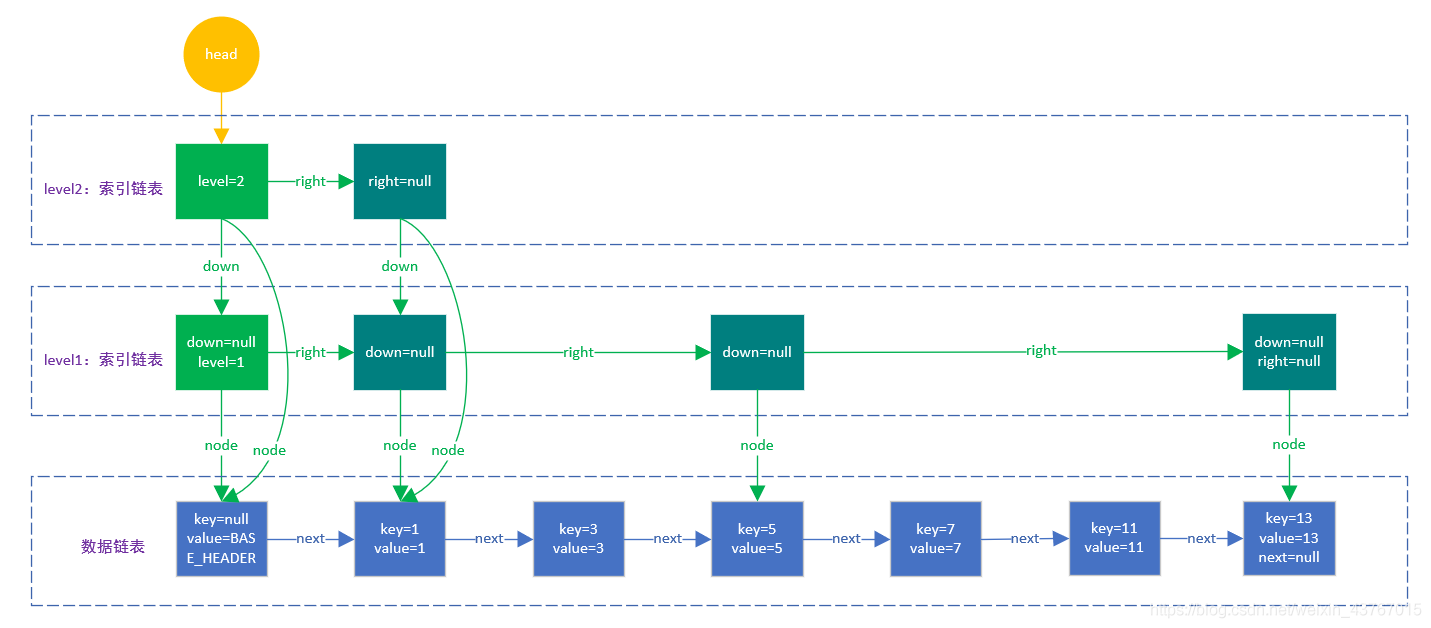 head
level2：索引链表
level=2
right
right=null
down
down
level1：索引链表
down=null
level=1
right
down=null
right
down=null
right
down=null
right=null
node
node
node
node
node
node
数据链表
key=null
value=BAS
E_HEADER
next
key=1
value=1
next
key=3
value=3
next
key=5
value=5
next
key=7
value=7
next
key=11
value=11
next
key=13
value=13
next=null
https://blog.csdn.net/weixin_43767015